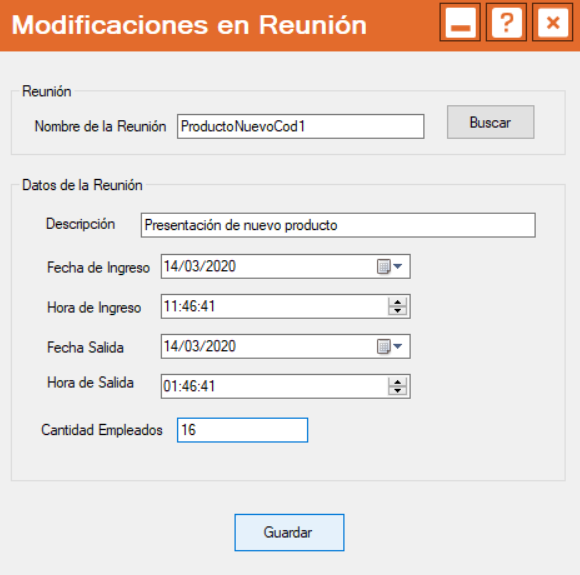 Modificaciones en Reunión
Reunión
Nombre de la Reunión ProductoNuevoCod1 Buscar
Datos de la Reunión
Descripción Presentación de nuevo producto
Fecha de Ingreso 14/03/2020
Hora de Ingreso 11:46:41
Fecha Salida 14/03/2020
Hora de Salida 01:46:41
Cantidad Empleados 16
Guardar